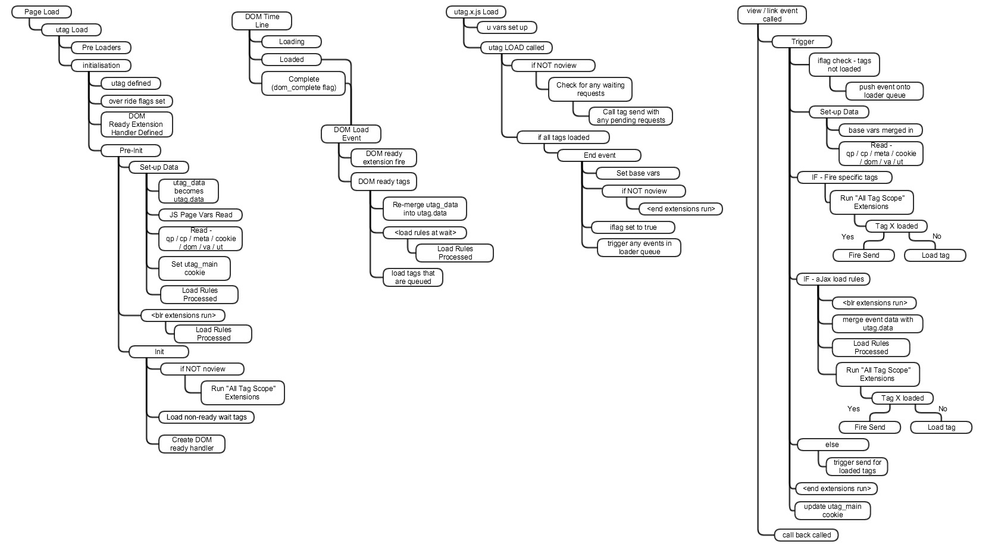 Page Load
utag Load
Pre Loaders
initialisation
utag defined
over ride flags set
DOM
Ready Extension
Handler Defined
Pre-Init
Set-up Data
utag_data
becomes
utag.data
JS Page Vars Read
Read -
qp / cp / meta / cookie
/ dom / va / ut
Set utag_main
cookie
Load Rules
Processed
<blr extensions run>
Load Rules
Processed
Init
if NOT noview
Run "All Tag Scope"
Extensions
Load non-ready wait tags
Create DOM
ready handler
DOM Time
Line
Loading
Loaded
Complete
(dom_complete flag)
DOM Load
Event
DOM ready
extension fire
DOM ready tags
Re-merge utag_data
into utag.data
<load rules at wait>
Load Rules
Processed
load tags that
are queued
utag.x.js Load
u vars set up
utag LOAD called
if NOT noview
Check for any waiting
requests
Call tag send with
any pending requests
if all tags loaded
End event
Set base vars
if NOT noview
<end extensions run>
iflag set to true
trigger any events in
loader queue
view / link event
called
Trigger
iflag check - tags
not loaded
push event onto
loader queue
Set-up Data
base vars merged in
Read -
qp / cp / meta / cookie
/ dom / va / ut
IF - Fire specific tags
Run "All Tag Scope"
Extensions
Tag X loaded
Yes
No
Fire Send
Load tag
IF - aJax load rules
<blr extensions run>
merge event data with
utag.data
Load Rules
Processed
Run "All Tag Scope"
Extensions
Tag X loaded
Yes
No
Fire Send
Load tag
else
trigger send for
loaded tags
<end extensions run>
update utag_main
cookie
call back called